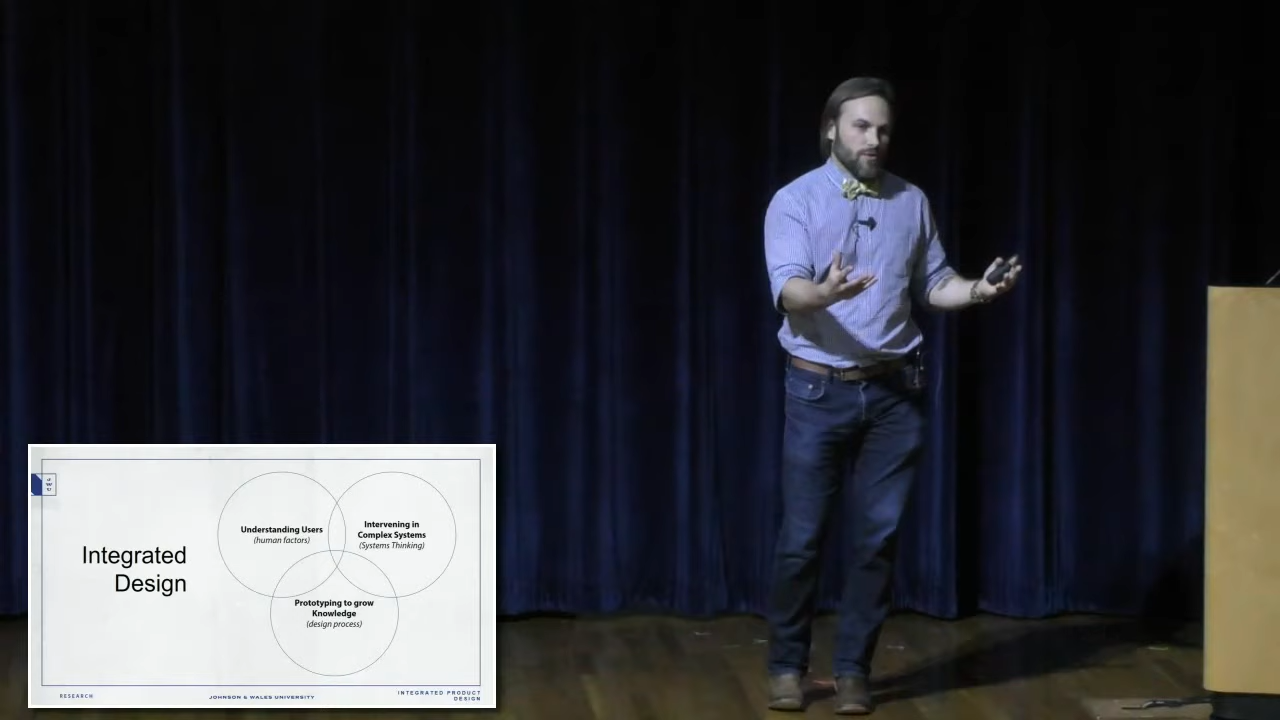 Integrated
Design
Understanding Users
(human factors)
Intervening in
Complex Systems
(Systems Thinking)
Prototyping to grow
Knowledge
(design process)
RESEARCH
JOHNSON & WALES UNIVERSITY
INTEGRATED PRODUCT
DESIGN